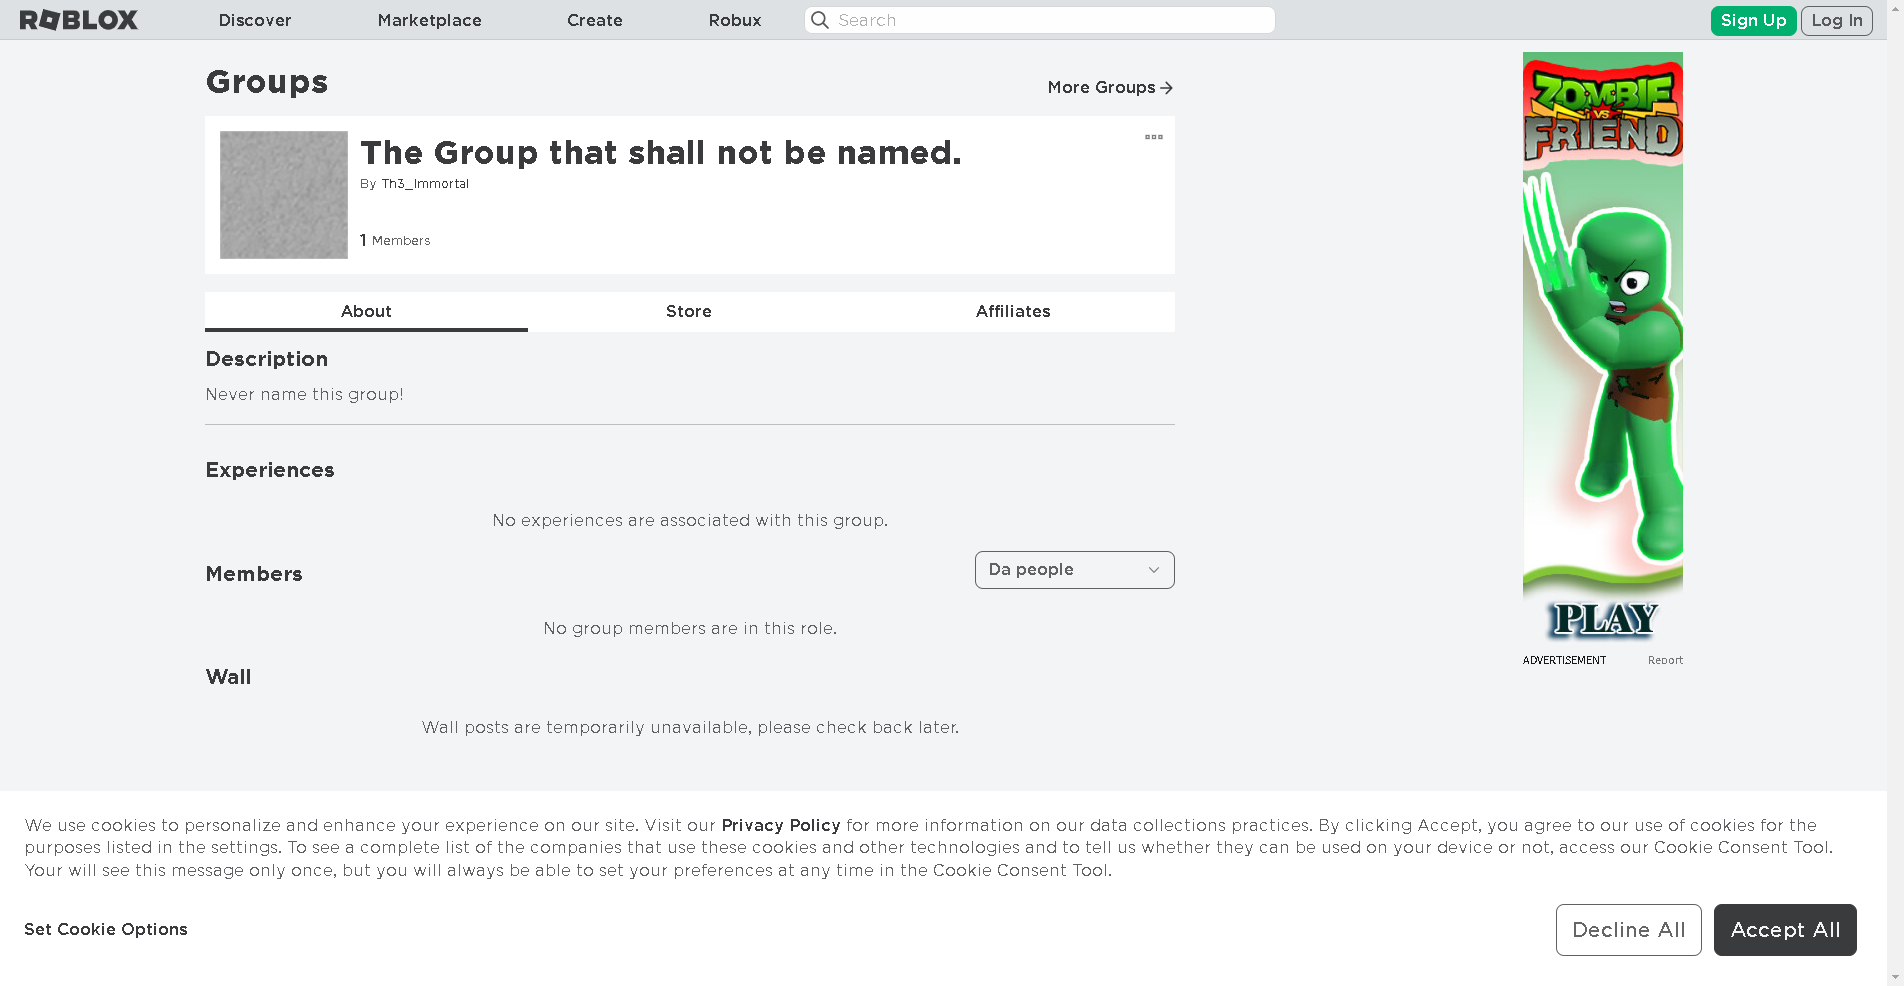 ROBLOX
Discover
Marketplace
Create
Robux
Search
Sign Up
Log In
Groups
More Groups
The Group that shall not be named.
By Th3_Immortal
1 Members
About
Store
Affiliates
Description
Never name this group!
Experiences
No experiences are associated with this group.
Members
Da people
No group members are in this role.
Wall
Wall posts are temporarily unavailable, please check back later.
ZOMBIE
VS
FRIEND
PLAY
ADVERTISEMENT
Report
We use cookies to personalize and enhance your experience on our site. Visit our Privacy Policy for more information on our data collections practices. By clicking Accept, you agree to our use of cookies for the
purposes listed in the settings. To see a complete list of the companies that use these cookies and other technologies and to tell us whether they can be used on your device or not, access our Cookie Consent Tool.
Your will see this message only once, but you will always be able to set your preferences at any time in the Cookie Consent Tool.
Set Cookie Options
Decline All
Accept All